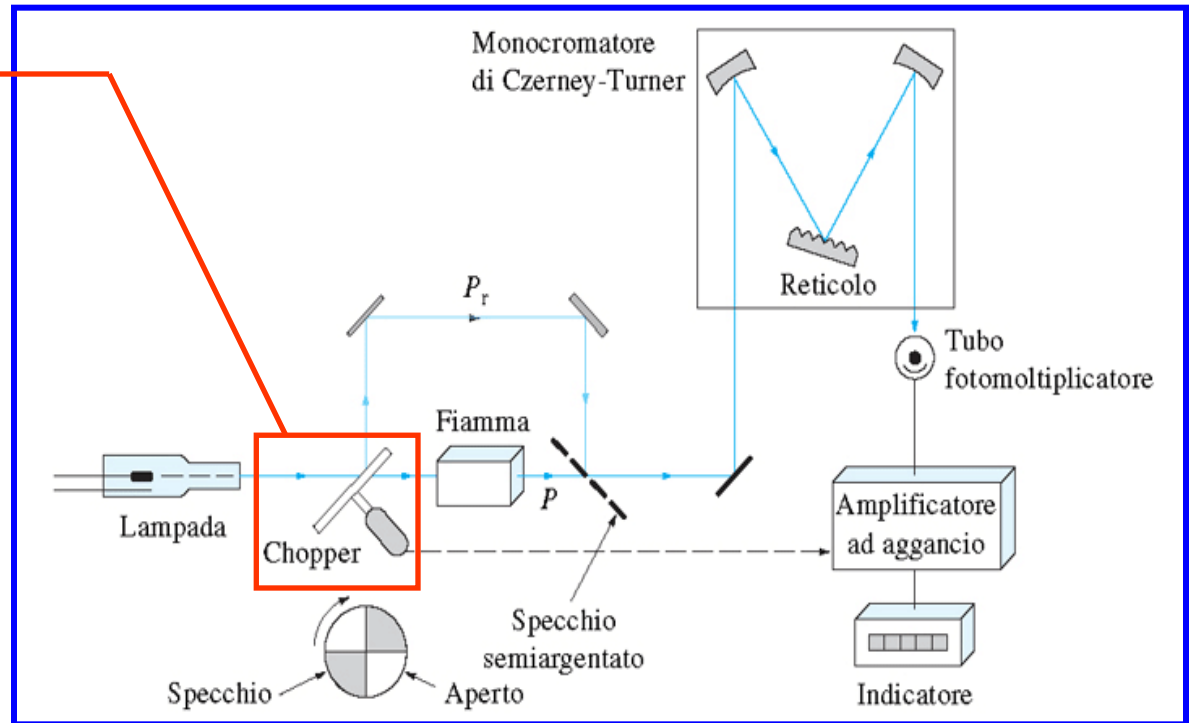 Monocromatore
di Czerney-Turner
Reticolo
Pr
Tubo
fotomoltiplicatore
Fiamma
Lampada
Chopper
P
Amplificatore
ad aggancio
Specchio
semiargentato
Specchio
Aperto
Indicatore